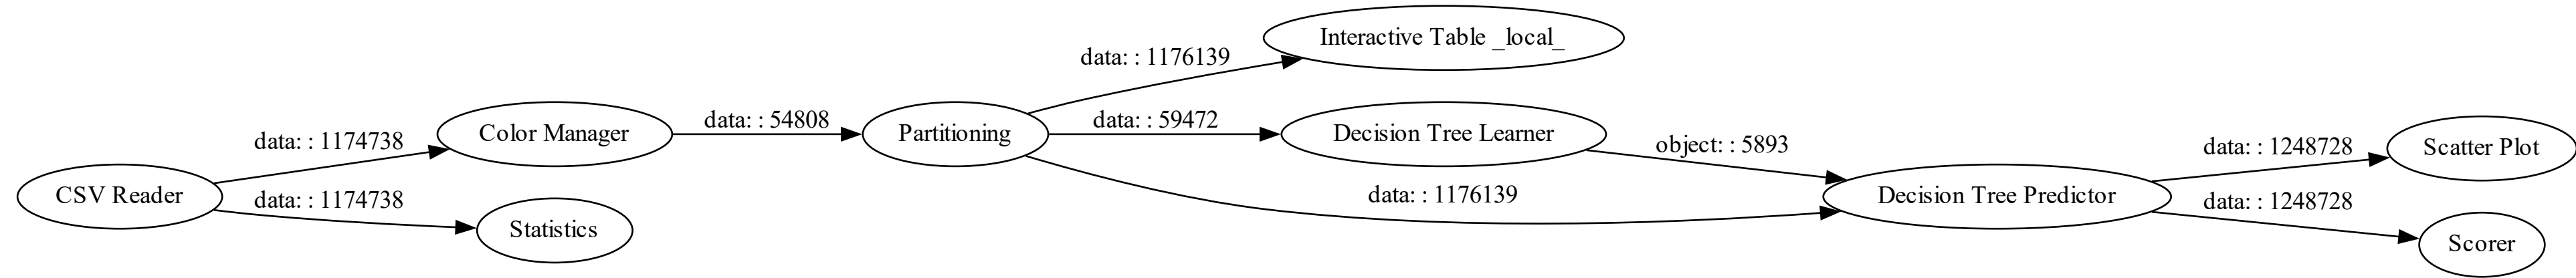 Interactive Table _local_
data: : 1176139
data: : 1174738
Color Manager
data: : 54808
Partitioning
data: : 59472
Decision Tree Learner
object: : 5893
data: : 1248728
Scatter Plot
CSV Reader
data: : 1174738
Statistics
data: : 1176139
Decision Tree Predictor
data: : 1248728
Scorer